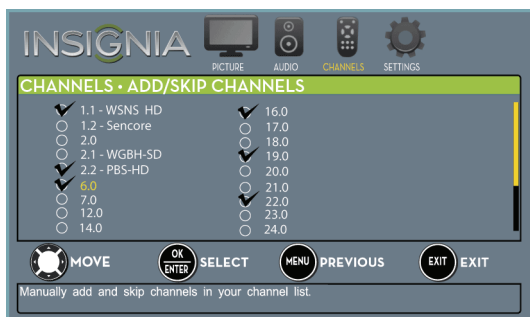 INSIGNIA
PICTURE AUDIO CHANNELS SETTINGS
CHANNELS • ADD/SKIP CHANNELS
1.1 - WSNS HD
1.2 - Sencore
2.0
2.1 - WGBH-SD
2.2 - PBS-HD
6.0
7.0
12.0
14.0
16.0
17.0
18.0
19.0
20.0
21.0
22.0
23.0
24.0
MOVE OK ENTER SELECT MENU PREVIOUS EXIT EXIT
Manually add and skip channels in your channel list.